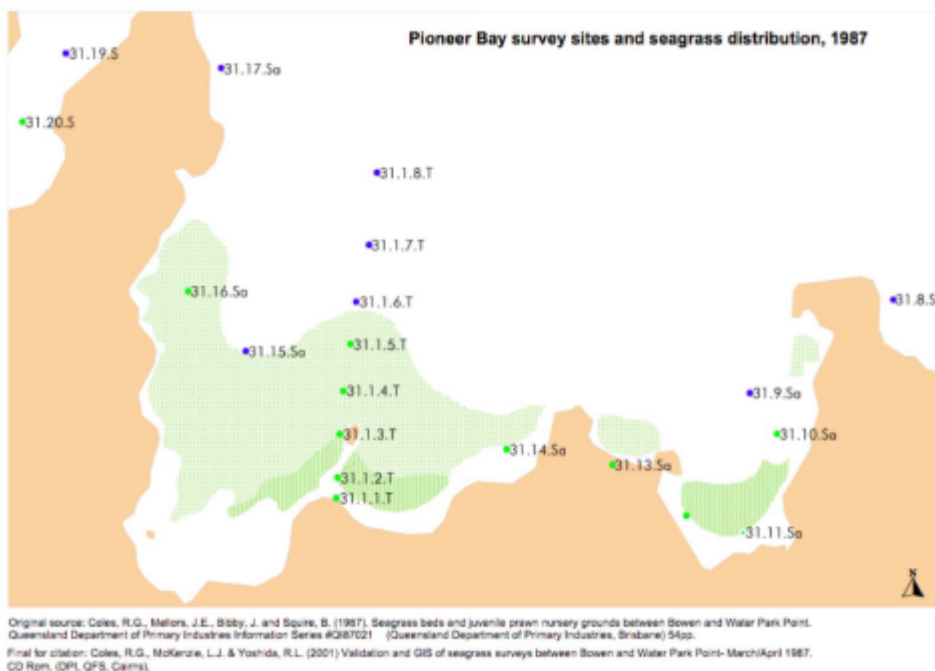 Pioneer Bay survey sites and seagrass distribution, 1987
31.19.S
31.17.Sa
31.20.S
31.1.8.T
31.1.7.T
31.16.Sa
31.1.6.T
31.8.S
31.1.5.T
31.15.Sa
31.1.4.T
31.9.Sa
31.1.3.T
31.10.Sa
31.14.Sa
31.13.Sa
31.1.2.T
31.1.1.T
31.11.Sa
N
Original source: Coles, R.G., Mellors, J.E., Bibby, J. and Squire, B. (1987). Seagrass beds and juvenile prawn nursery grounds between Bowen and Water Park Point.
Queensland Department of Primary Industries Information Series #QI87021 (Queensland Department of Primary Industries, Brisbane) 54pp.
Final for citation: Coles, R.G., McKenzie, L.J. & Yoshida, R.L. (2001) Validation and GIS of seagrass surveys between Bowen and Water Park Point- March/April 1987.
CD Rom. (DPI, QFS, Cairns).